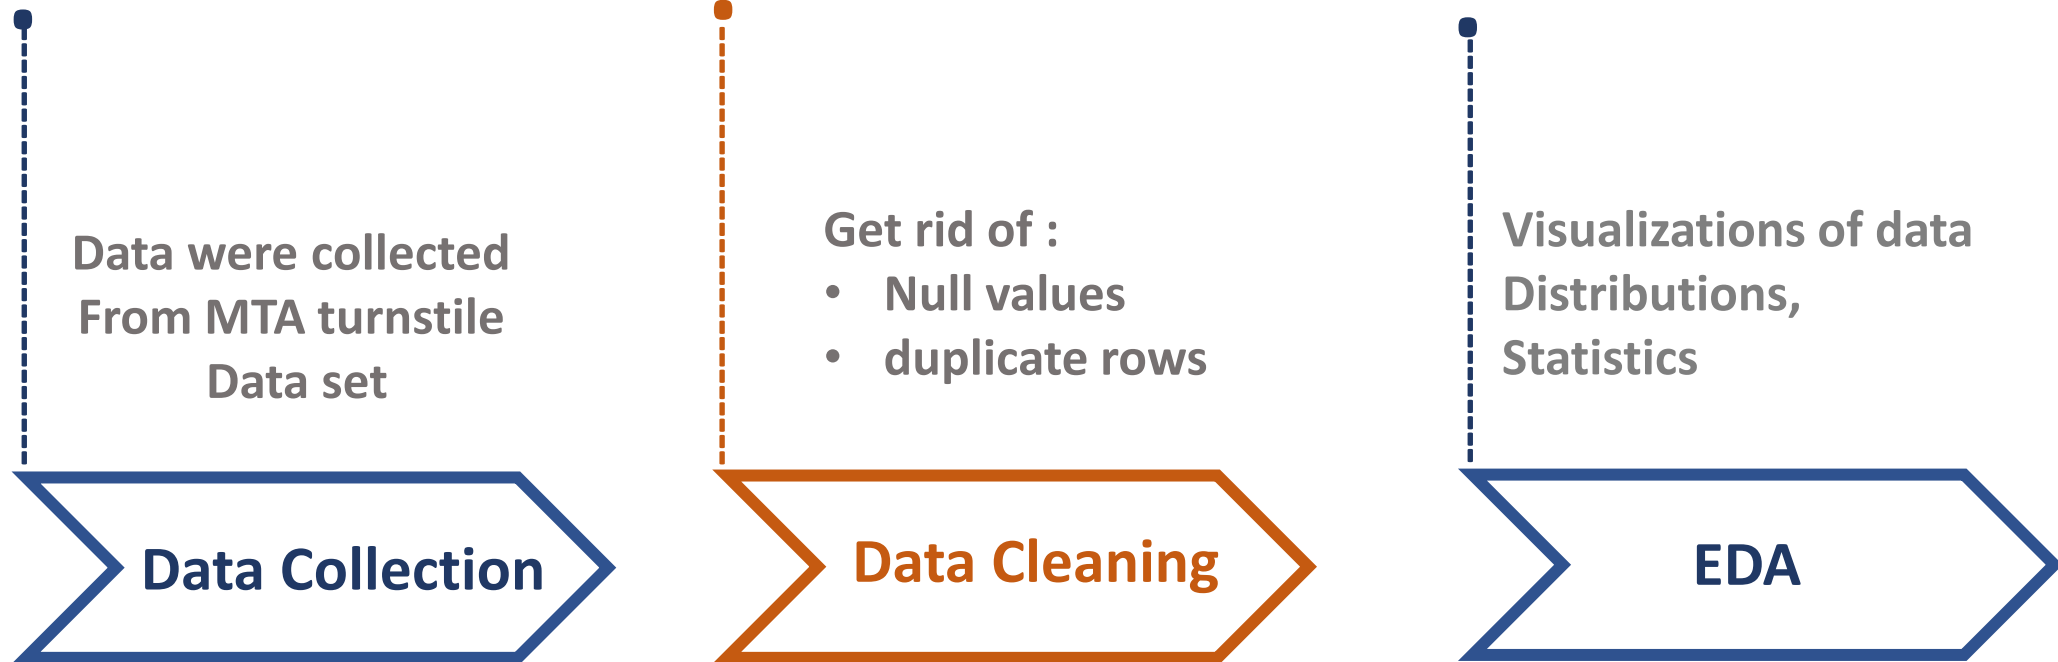 Data were collected
From MTA turnstile
Data set
Data Collection
Get rid of :
• Null values
• duplicate rows
Data Cleaning
Visualizations of data
Distributions,
Statistics
EDA